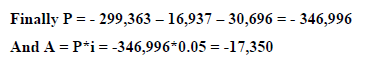 Finally P = - 299,363 – 16,937 – 30,696 = - 346,996
And A = P*i = -346,996*0.05 = -17,350